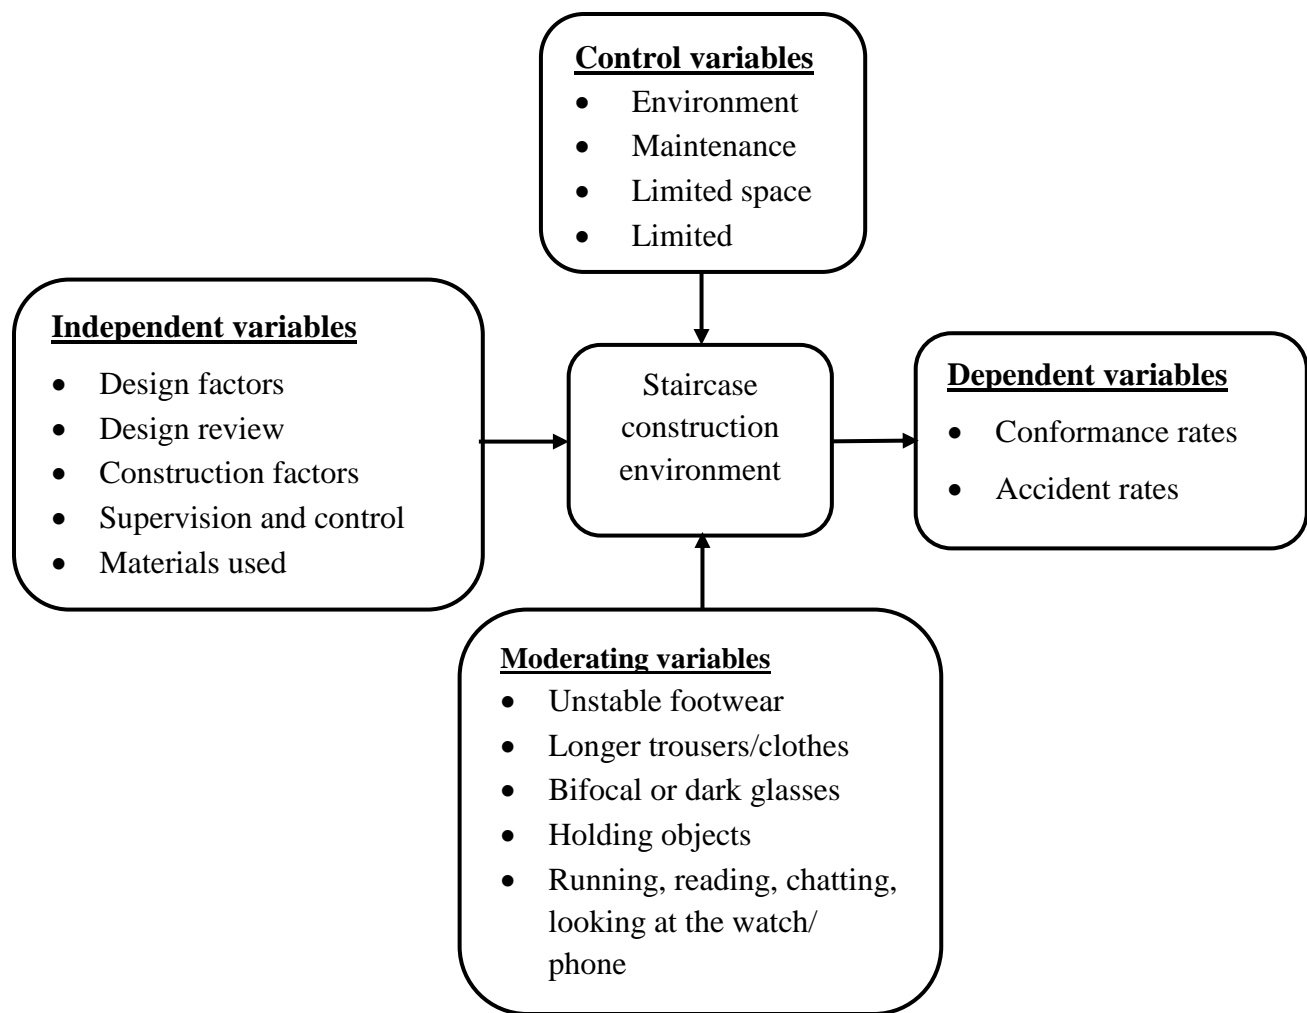 Control variables
• Environment
• Maintenance
• Limited space
• Limited
Independent variables
• Design factors
• Design review
• Construction factors
• Supervision and control
• Materials used
Staircase
construction
environment
Dependent variables
• Conformance rates
• Accident rates
Moderating variables
• Unstable footwear
• Longer trousers/clothes
• Bifocal or dark glasses
• Holding objects
• Running, reading, chatting,
looking at the watch/
phone